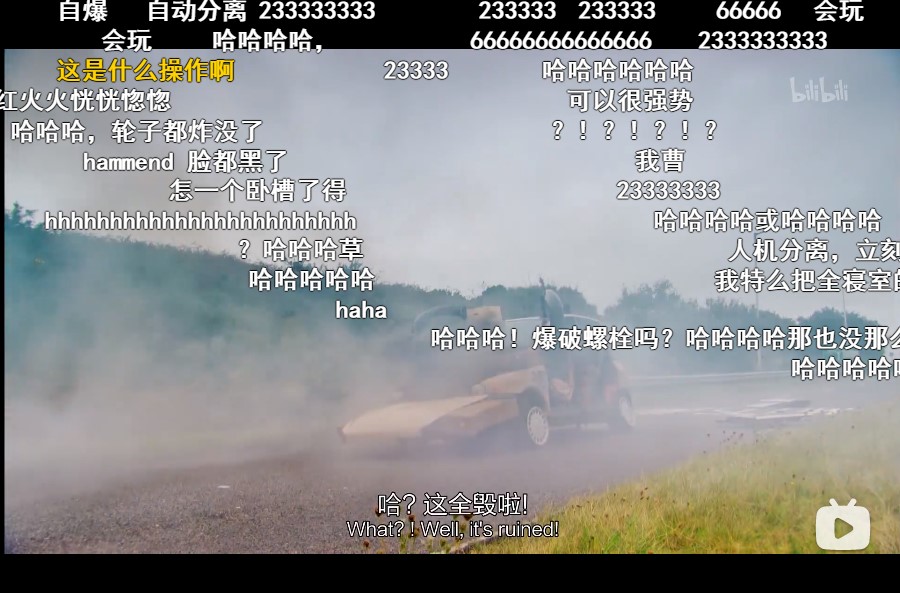 自爆 自动分离 233333333 233333 233333 66666 会玩
会玩 哈哈哈哈, 66666666666666 2333333333
这是什么操作啊 23333 哈哈哈哈哈哈
bilibili
红火火恍恍惚惚 可以很强势
哈哈哈，轮子都炸没了 ？！？！？！？
hammend 脸都黑了 我曹
怎一个卧槽了得 23333333
hhhhhhhhhhhhhhhhhhhhhhhh 哈哈哈哈或哈哈哈哈
？哈哈哈草 人机分离，立刻
哈哈哈哈哈 我特么把全寝室的
haha
哈哈哈！爆破螺栓吗？哈哈哈哈那也没那么
哈哈哈哈哈
哈? 这全毁啦!
What? ! Well, it's ruined!